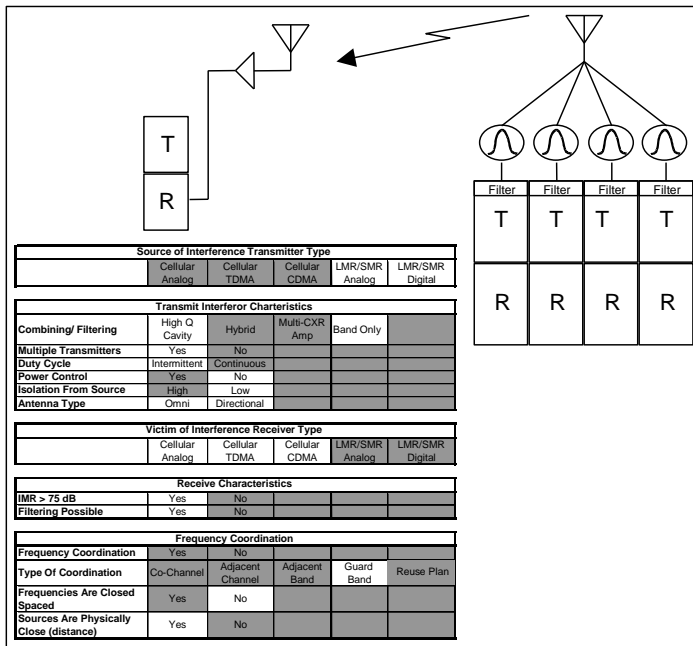 T
R
Filter Filter Filter Filter
T T T T
R R R R
Source of Interference Transmitter Type
Cellular Analog Cellular TDMA Cellular CDMA LMR/SMR Analog LMR/SMR Digital
Transmit Interferor Charteristics
Combining/ Filtering High Q Cavity Hybrid Multi-CXR Amp Band Only
Multiple Transmitters Yes No
Duty Cycle Intermittent Continuous
Power Control Yes No
Isolation From Source High Low
Antenna Type Omni Directional
Victim of Interference Receiver Type
Cellular Analog Cellular TDMA Cellular CDMA LMR/SMR Analog LMR/SMR Digital
Receive Characteristics
IMR > 75 dB Yes No
Filtering Possible Yes No
Frequency Coordination
Frequency Coordination Yes No
Type Of Coordination Co-Channel Adjacent Channel Adjacent Band Guard Band Reuse Plan
Frequencies Are Closed Spaced Yes No
Sources Are Physically Close (distance) Yes No